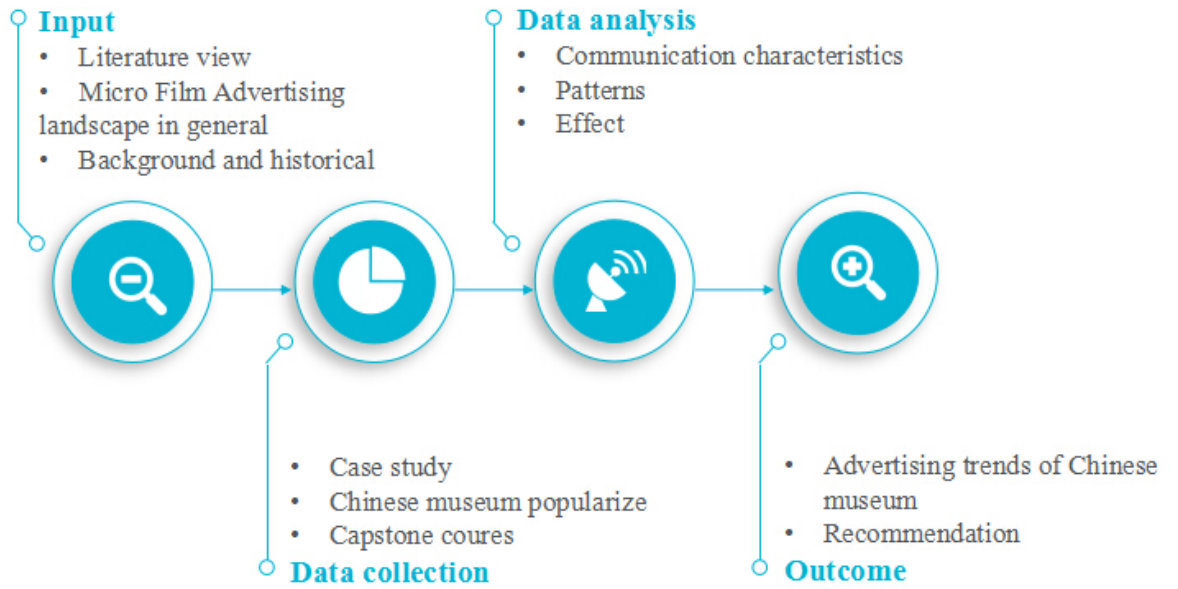 Input
• Literature view
• Micro Film Advertising
landscape in general
• Background and historical
Data analysis
• Communication characteristics
• Patterns
• Effect
• Case study
• Chinese museum popularize
• Capstone coures
Data collection
• Advertising trends of Chinese
museum
• Recommendation
Outcome